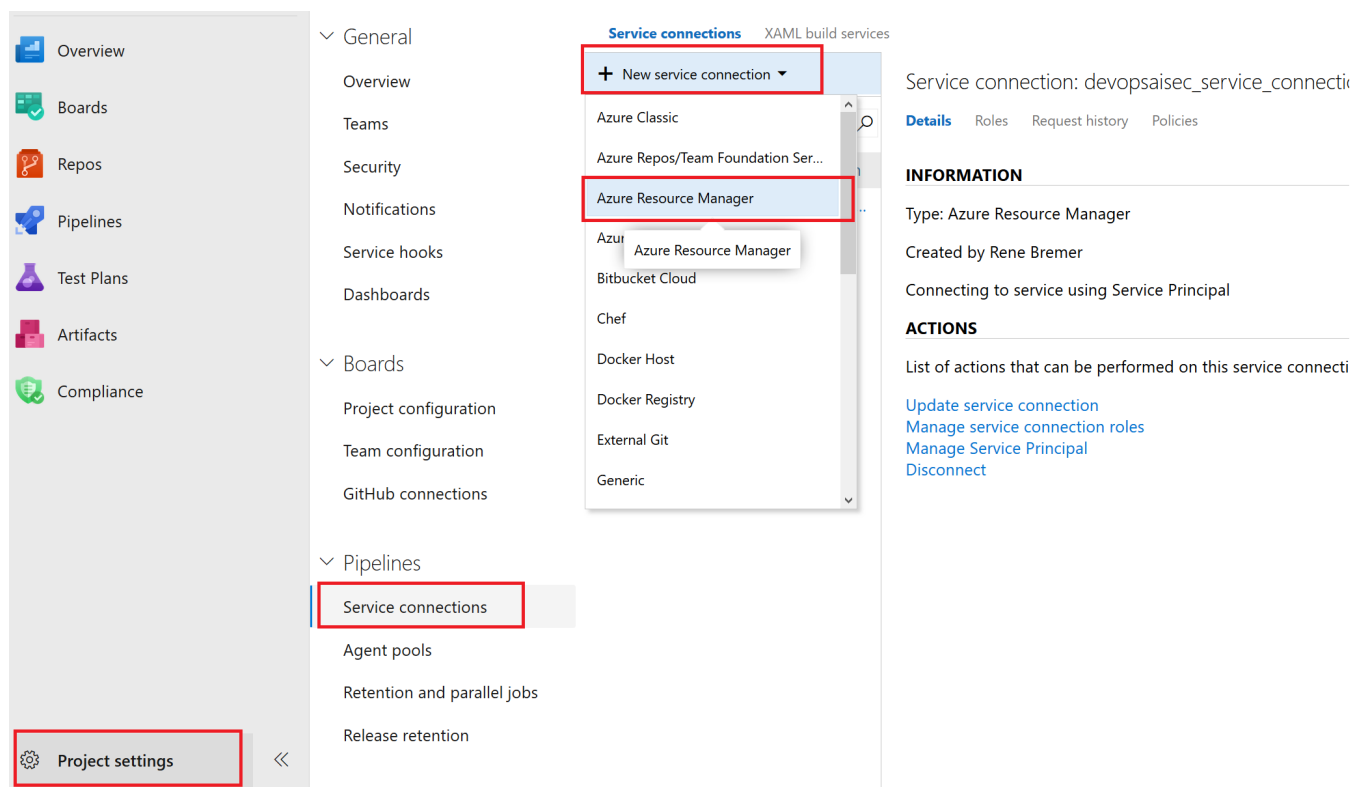 Overview
Boards
Repos
Pipelines
Test Plans
Artifacts
Compliance
Project settings
General
Overview
Teams
Security
Notifications
Service hooks
Dashboards
Boards
Project configuration
Team configuration
GitHub connections
Pipelines
Service connections
Agent pools
Retention and parallel jobs
Release retention
Service connections XAML build services
+ New service connection
Azure Classic
Azure Repos/Team Foundation Ser...
Azure Resource Manager
Azur
Azure Resource Manager
Bitbucket Cloud
Chef
Docker Host
Docker Registry
External Git
Generic
Service connection: devopsaisec_service_connecti
Details Roles Request history Policies
INFORMATION
Type: Azure Resource Manager
Created by Rene Bremer
Connecting to service using Service Principal
ACTIONS
List of actions that can be performed on this service connecti
Update service connection
Manage service connection roles
Manage Service Principal
Disconnect